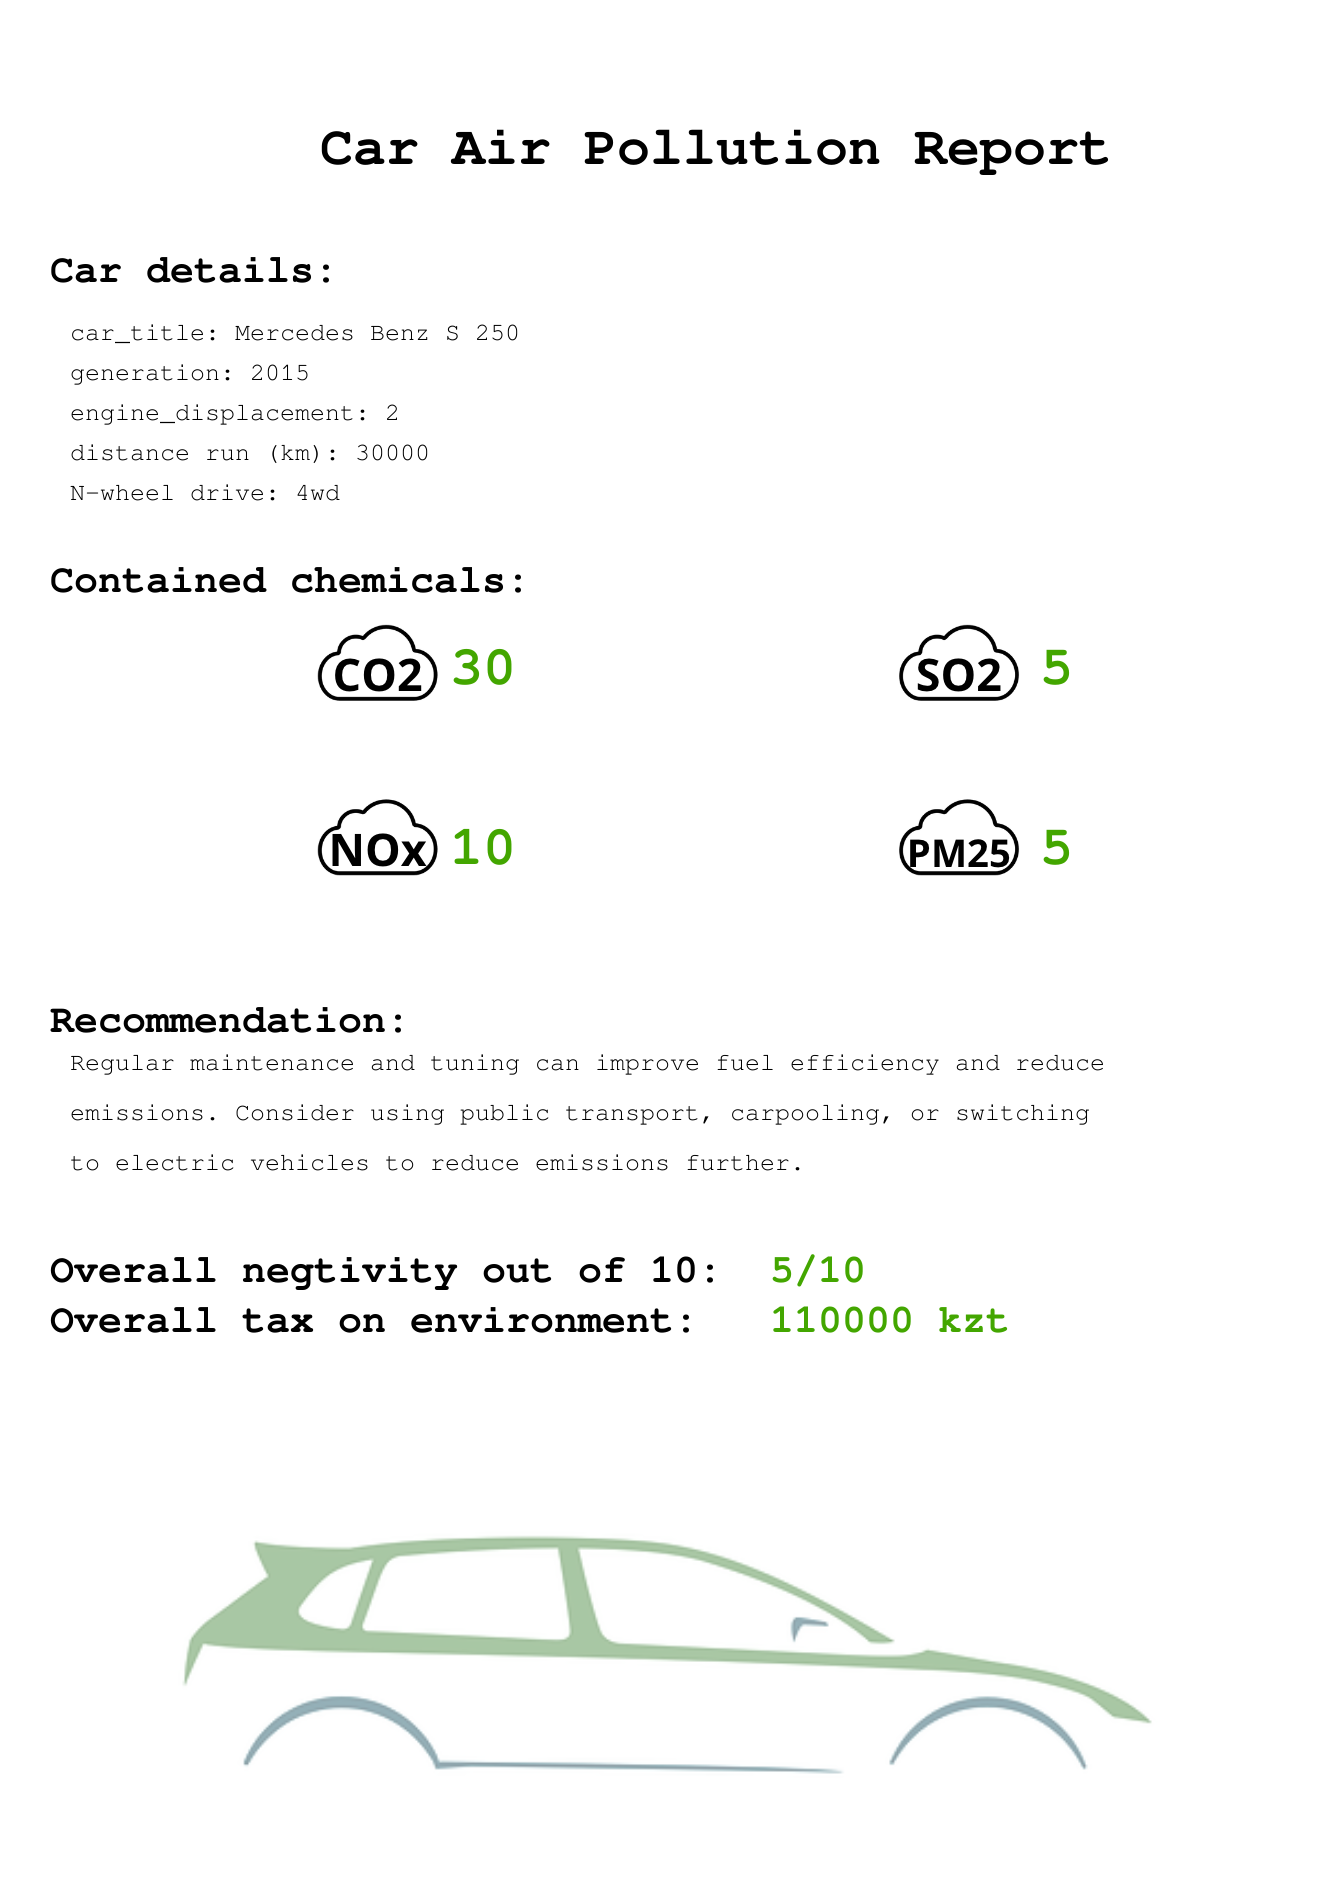 Car Air Pollution Report
Car details:
car_title: Mercedes Benz S 250
generation: 2015
engine_displacement: 2
distance run (km): 30000
N-wheel drive: 4wd
Contained chemicals:
CO2 30
SO2 5
NOx 10
PM25 5
Recommendation:
Regular maintenance and tuning can improve fuel efficiency and reduce
emissions. Consider using public transport, carpooling, or switching
to electric vehicles to reduce emissions further.
Overall negtivity out of 10: 5/10
Overall tax on environment: 110000 kzt